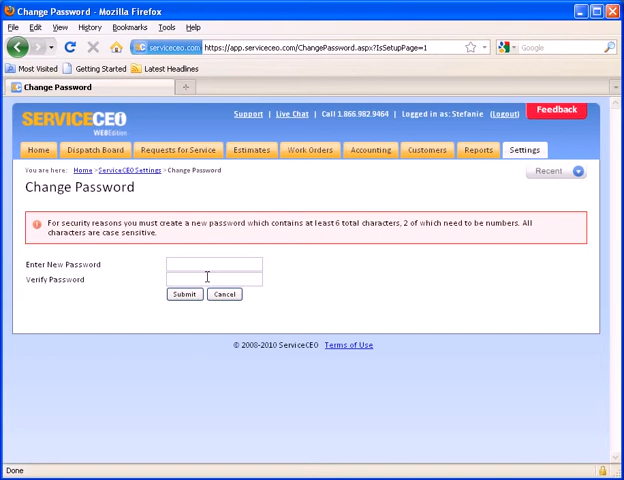 Change Password - Mozilla Firefox
File Edit View History Bookmarks Tools Help
serviceceo.com https://app.serviceceo.com/ChangePassword.aspx?IsSetupPage=1 Google
Most Visited Getting Started Latest Headlines
Change Password
Feedback
SERVICECEO
WEBEdition
Support | Live Chat | Call 1.866.982.9464 | Logged in as: Stefanie (Logout)
Home Dispatch Board Requests for Service Estimates Work Orders Accounting Customers Reports Settings
You are here: Home > ServiceCEO Settings > Change Password
Recent
Change Password
For security reasons you must create a new password which contains at least 6 total characters, 2 of which need to be numbers. All
characters are case sensitive.
Enter New Password
Verify Password
Submit Cancel
© 2008-2010 ServiceCEO Terms of Use
Done